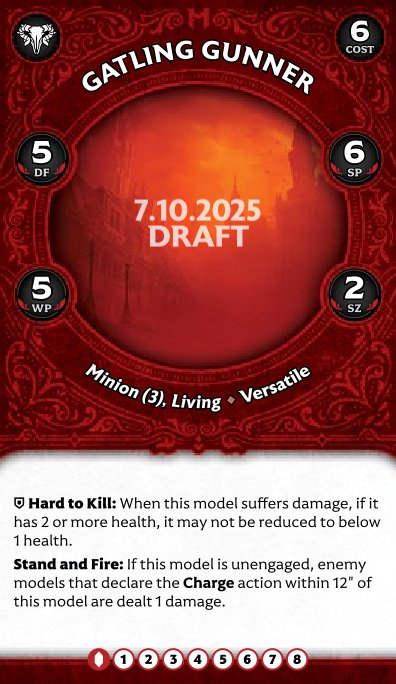 6
COST
GATLING GUNNER
5
DF
6
SP
7.10.2025
DRAFT
5
WP
2
SZ
Minion (3), Living ♦ Versatile
Hard to Kill: When this model suffers damage, if it
has 2 or more health, it may not be reduced to below
1 health.
Stand and Fire: If this model is unengaged, enemy
models that declare the Charge action within 12" of
this model are dealt 1 damage.
1 2 3 4 5 6 7 8